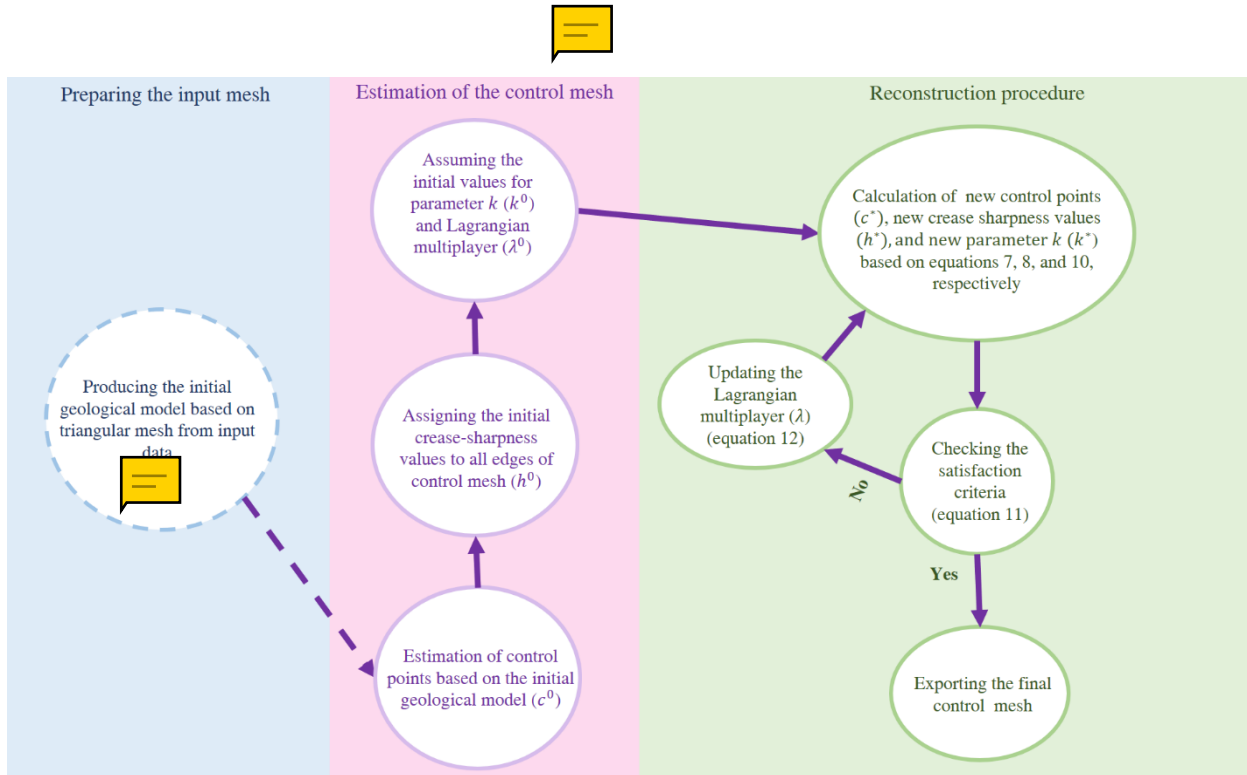 Preparing the input mesh
Producing the initial
geological model based on
triangular mesh from input
data
Estimation of the control mesh
Assuming the
initial values for
parameter k (k⁰)
and Lagrangian
multiplayer (λ⁰)
Assigning the initial
crease-sharpness
values to all edges of
control mesh (h⁰)
Estimation of control
points based on the initial
geological model (c⁰)
Reconstruction procedure
Calculation of new control points
(c*), new crease sharpness values
(h*), and new parameter k (k*)
based on equations 7, 8, and 10,
respectively
Updating the
Lagrangian
multiplayer (λ)
(equation 12)
Checking the
satisfaction
criteria
(equation 11)
No
Yes
Exporting the final
control mesh